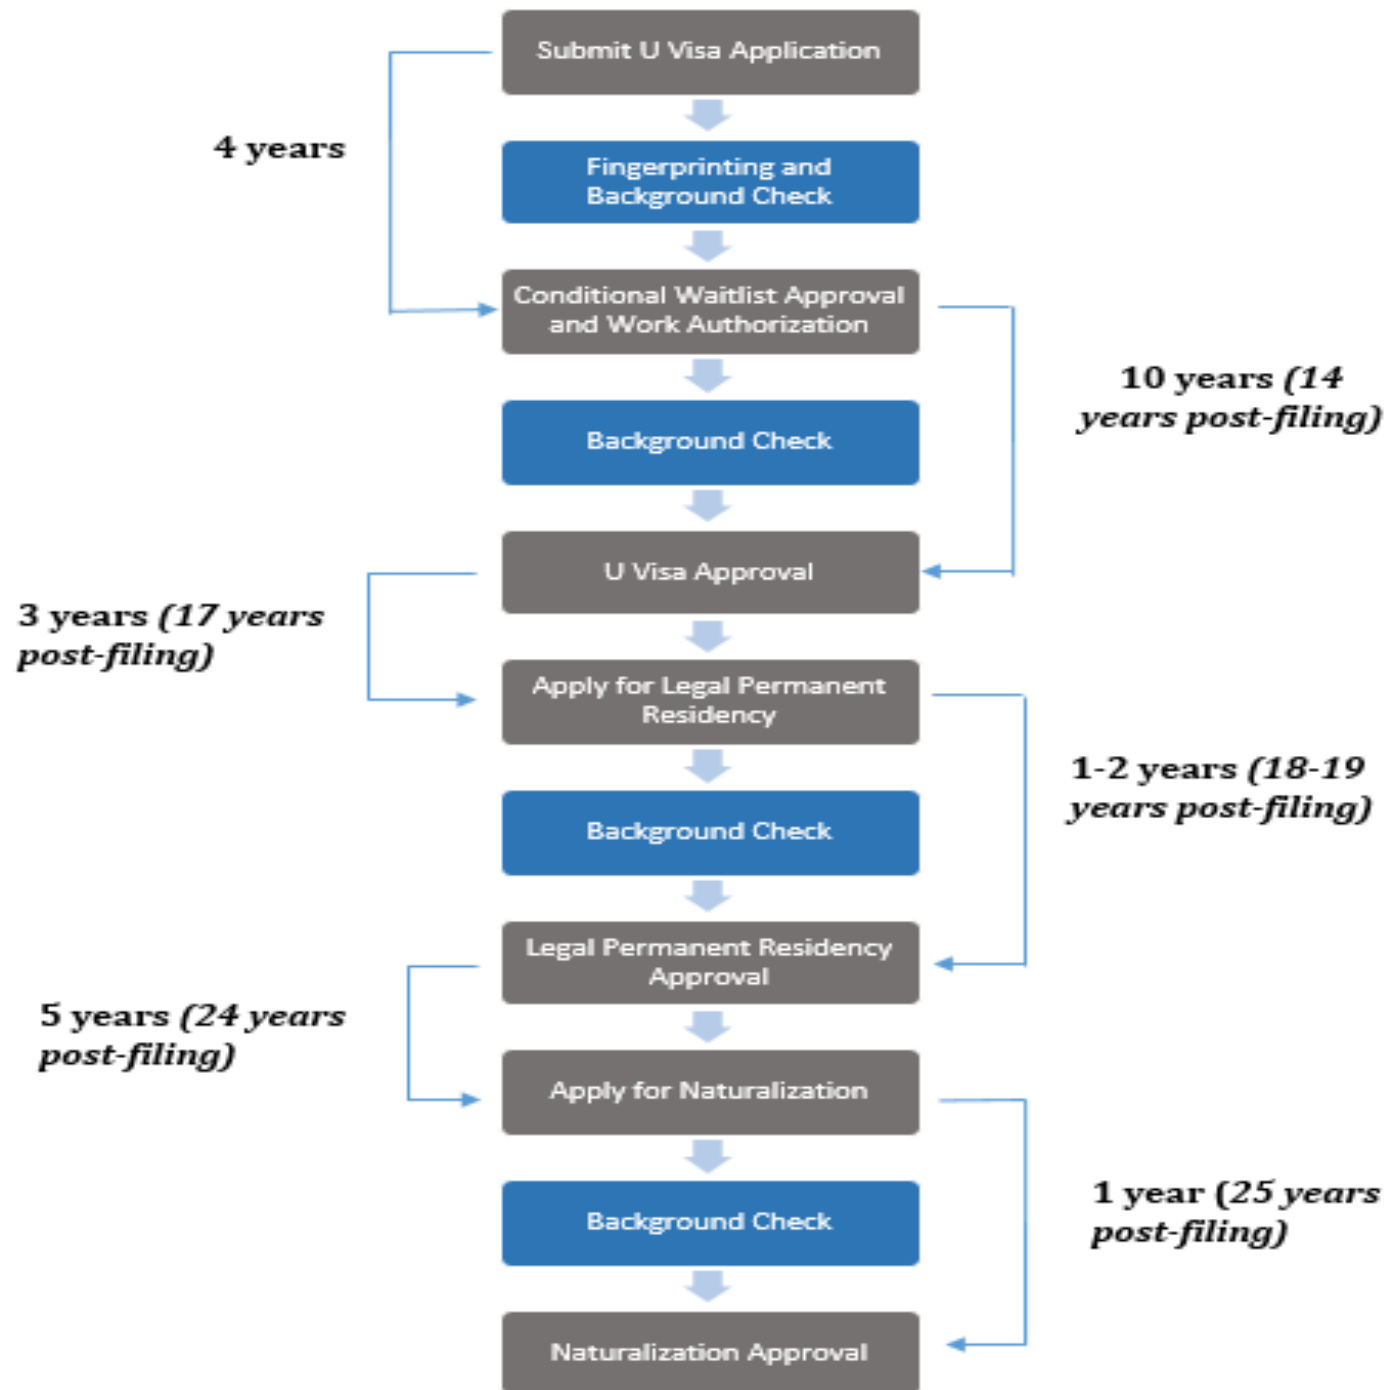 Submit U Visa Application
4 years
Fingerprinting and
Background Check
Conditional Waitlist Approval
and Work Authorization
10 years (14
years post-filing)
Background Check
U Visa Approval
3 years (17 years
post-filing)
Apply for Legal Permanent
Residency
1-2 years (18-19
years post-filing)
Background Check
Legal Permanent Residency
Approval
5 years (24 years
post-filing)
Apply for Naturalization
1 year (25 years
post-filing)
Background Check
Naturalization Approval